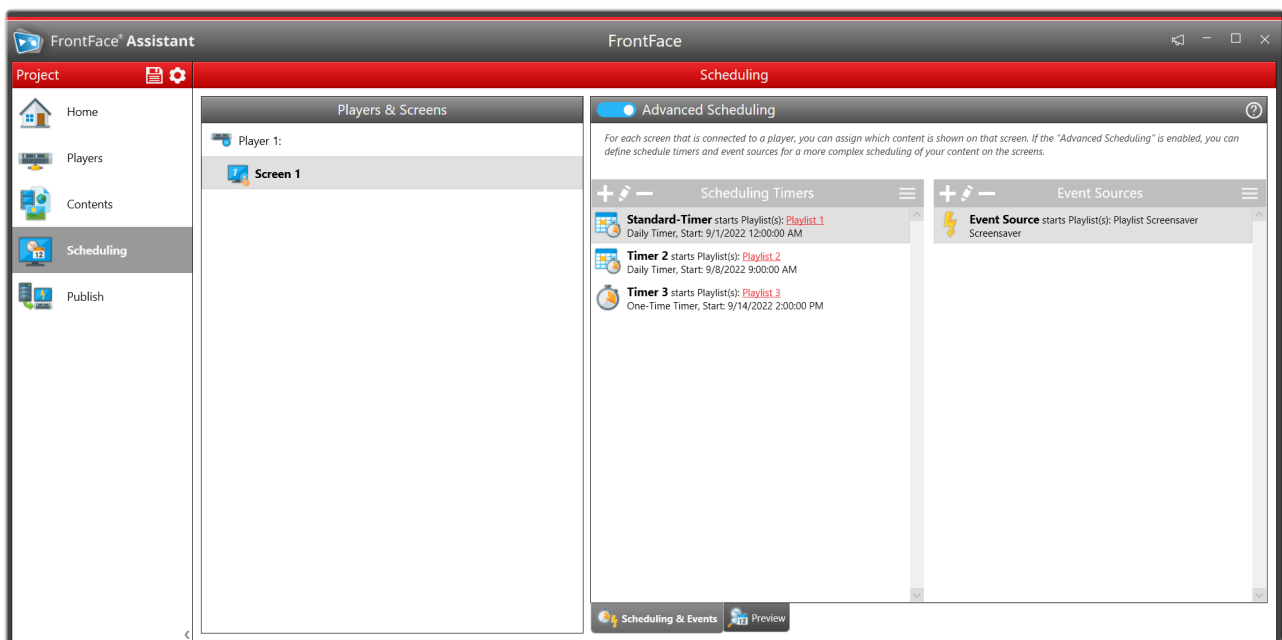 FrontFace® Assistant
FrontFace
Project
Scheduling
Home
Players
Contents
Scheduling
Publish
Players & Screens
Player 1:
Screen 1
Advanced Scheduling
For each screen that is connected to a player, you can assign which content is shown on that screen. If the "Advanced Scheduling" is enabled, you can
define schedule timers and event sources for a more complex scheduling of your content on the screens.
Scheduling Timers
Standard-Timer starts Playlist(s): Playlist 1
Daily Timer, Start: 9/1/2022 12:00:00 AM
Timer 2 starts Playlist(s): Playlist 2
Daily Timer, Start: 9/8/2022 9:00:00 AM
Timer 3 starts Playlist(s): Playlist 3
One-Time Timer, Start: 9/14/2022 2:00:00 PM
Event Sources
Event Source starts Playlist(s): Playlist Screensaver
Screensaver
Scheduling & Events
Preview